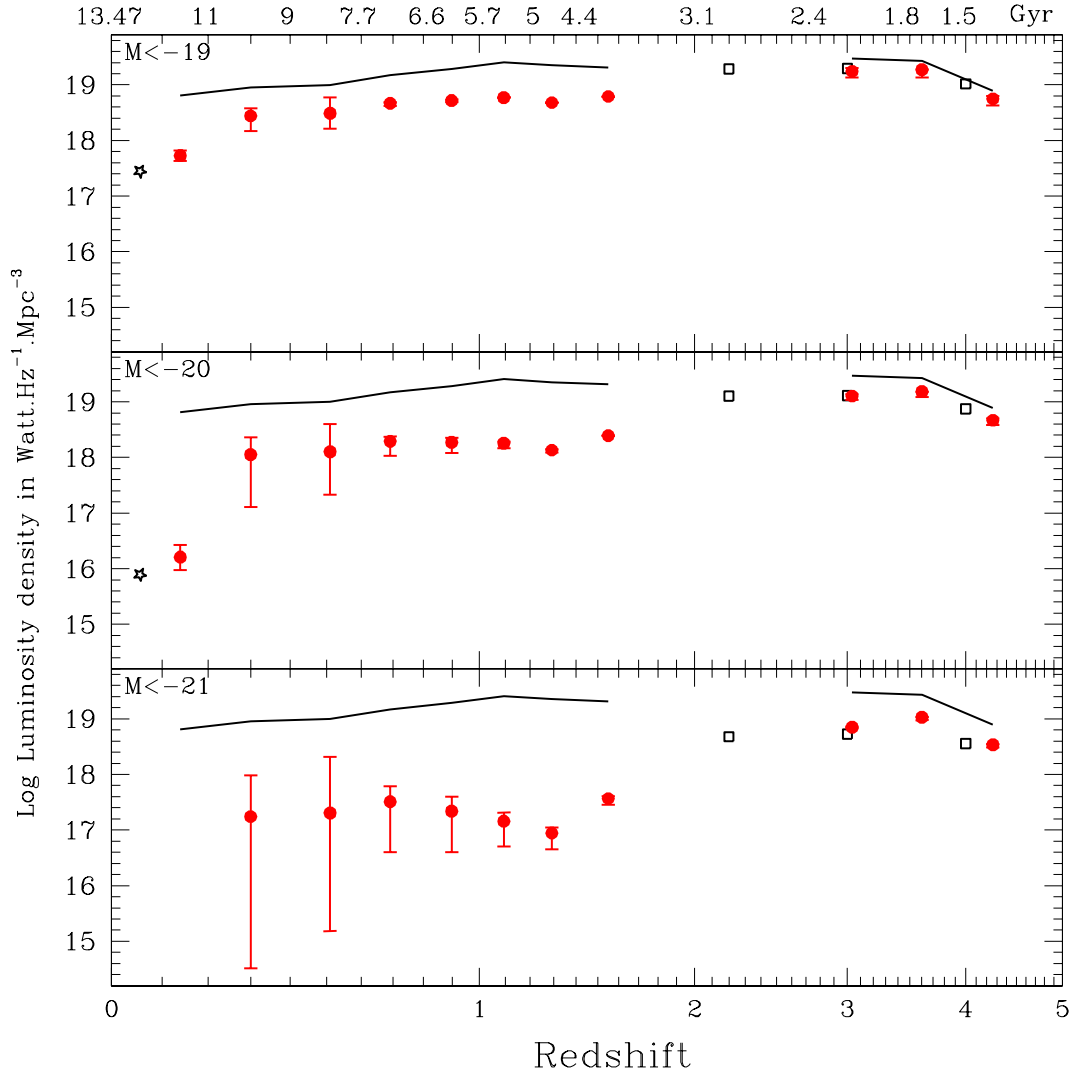 13.47 11 9 7.7 6.6 5.7 5 4.4 3.1 2.4 1.8 1.5 Gyr
M<-19
19
18
17
16
15
M<-20
19
18
17
16
15
M<-21
19
18
17
16
15
Log Luminosity density in Watt.Hz⁻¹.Mpc⁻³
0 1 2 3 4 5
Redshift